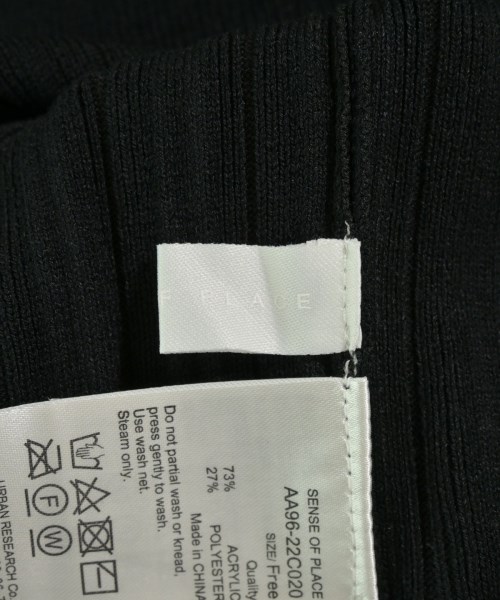 F PLACE
SENSE OF PLACE
AA96-22C020
SIZE/Free
Quality
73% ACRYLIC
27% POLYESTER
Made in CHINA
Do not partial wash or knead,
press gently to wash.
Use wash net.
Steam only.
F W
URBAN RESEARCH Co.